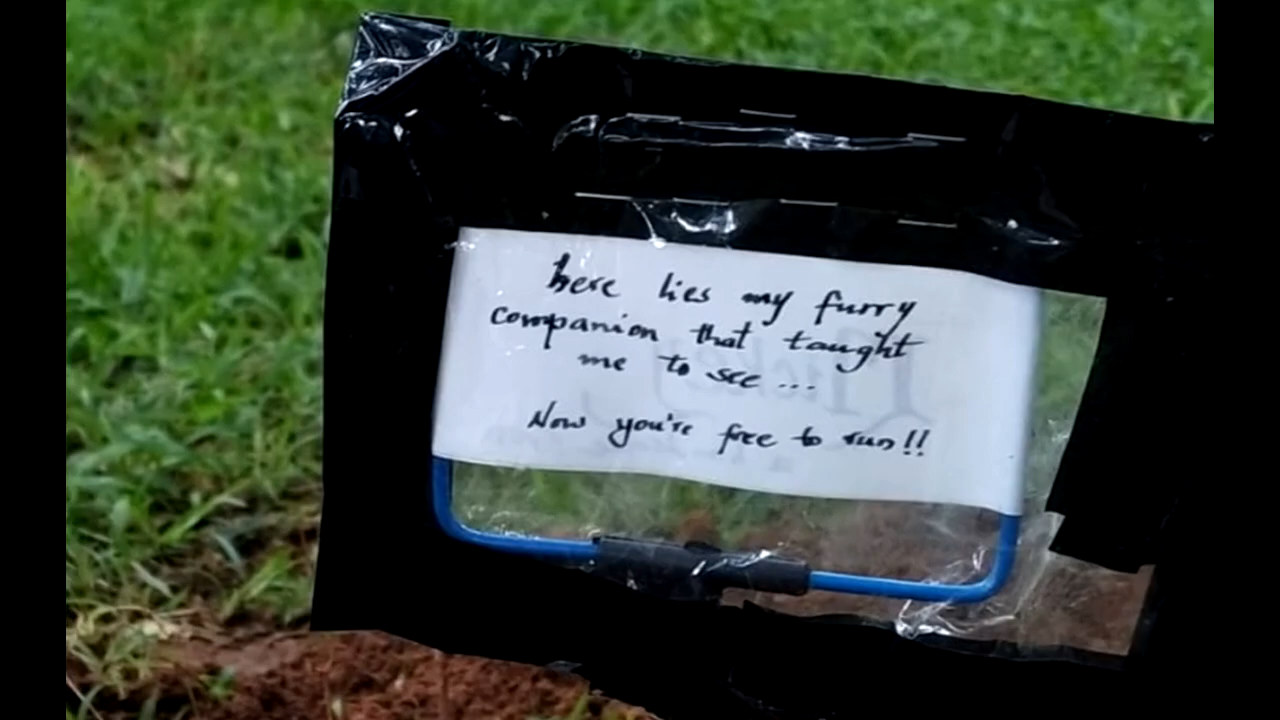 here lies my furry
companion that taught
me to see ...
Now you're free to run!!